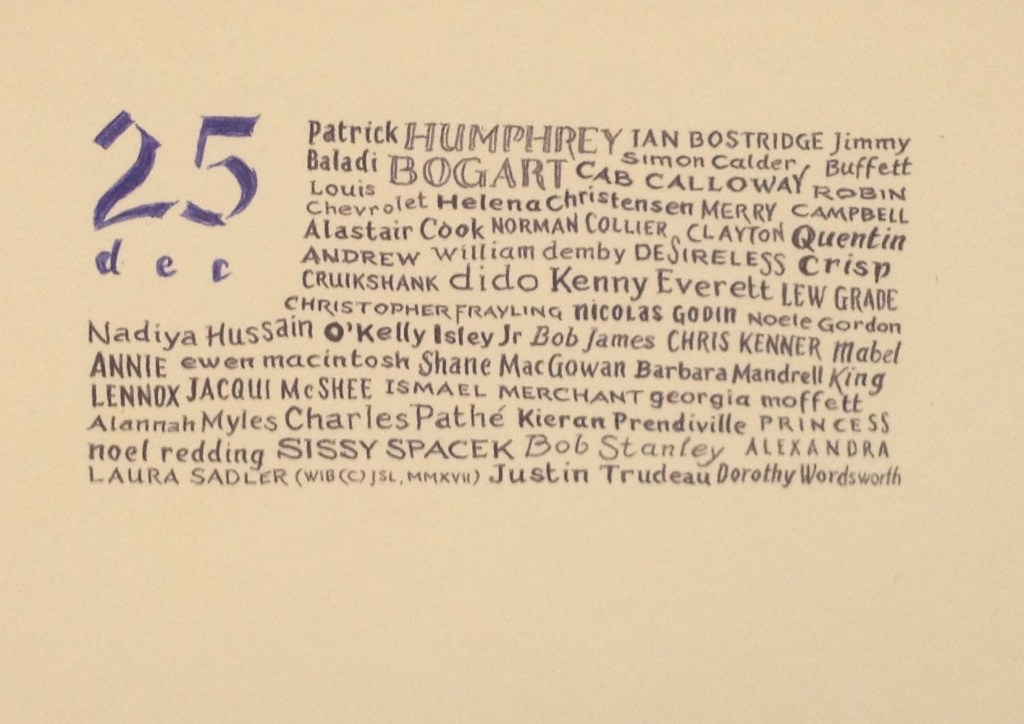 25
dec
Patrick HUMPHREY IAN BOSTRIDGE Jimmy
Baladi BOGART Simon Calder Buffett
Louis CAB CALLOWAY ROBIN
Chevrolet Helena Christensen MERRY CAMPBELL
Alastair Cook NORMAN COLLIER CLAYTON Quentin
ANDREW William demby DESIRELESS Crisp
CRUIKSHANK dido Kenny Everett LEW GRADE
CHRISTOPHER FRAYLING NICOLAS GODIN Noele Gordon
Nadiya Hussain O'Kelly Isley Jr Bob James CHRIS KENNER Mabel
ANNIE ewen macintosh Shane MacGowan Barbara Mandrell King
LENNOX JACQUI McSHEE ISMAEL MERCHANT georgia moffett
Alannah Myles Charles Pathé Kieran Prendiville PRINCESS
noel redding SISSY SPACEK Bob Stanley ALEXANDRA
LAURA SADLER (WIB(C)JSL, MMXVII) Justin Trudeau Dorothy Wordsworth